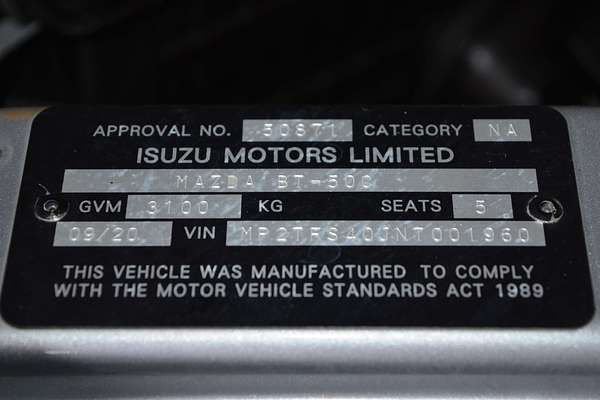 APPROVAL NO. 50871 CATEGORY NA
ISUZU MOTORS LIMITED
MAZDA BT-50C
GVM 3100 KG SEATS 5
09/20 VIN MP2TFS40JNT001960
THIS VEHICLE WAS MANUFACTURED TO COMPLY
WITH THE MOTOR VEHICLE STANDARDS ACT 1989